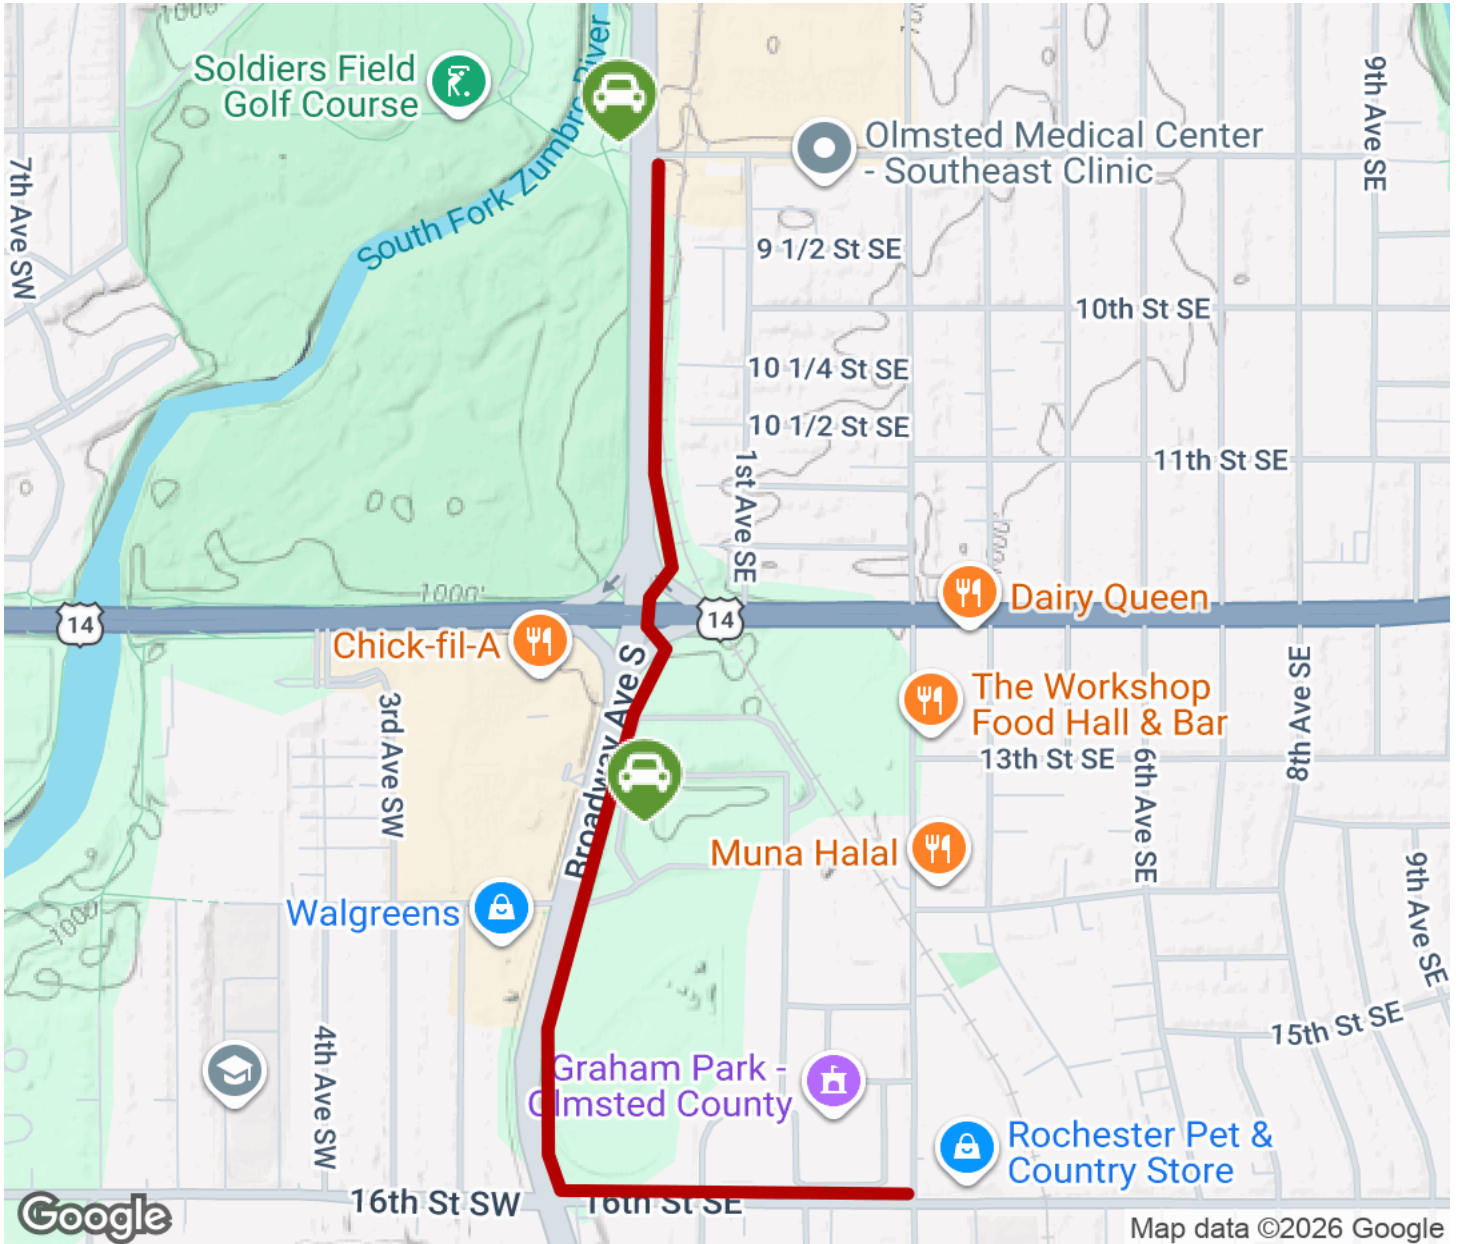 1000'
Soldiers Field
Golf Course
South Fork Zumbro River
9th Ave SE
Olmsted Medical Center
- Southeast Clinic
7th Ave SW
9 1/2 St SE
10th St SE
10 1/4 St SE
10 1/2 St SE
11th St SE
1st Ave SE
1000'
1000'
14
14
Dairy Queen
Chick-fil-A
Broadway Ave S
The Workshop
Food Hall & Bar
8th Ave SE
3rd Ave SW
13th St SE
6th Ave SE
Muna Halal
9th Ave SE
Walgreens
1000'
15th St SE
4th Ave SW
Graham Park -
Olmsted County
Rochester Pet &
Country Store
16th St SW
16th St SE
Google
Map data ©2026 Google